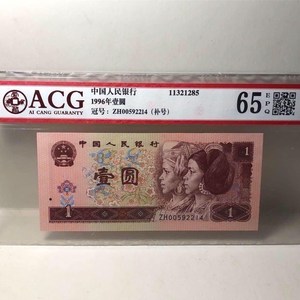 ACG
AI CANG GUARANTY
中国人民银行 11321285
1996年壹圆
冠号: ZH00592214 (补号)
65 EPQ
中国人民银行
1
壹圆
1
ZH00592214